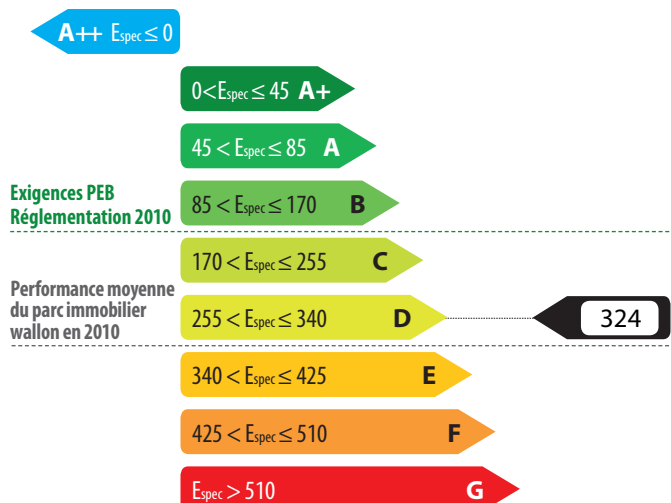 A++ Espec ≤ 0
0<Espec ≤ 45 A+
45 < Espec ≤ 85 A
Exigences PEB
Réglementation 2010
85 < Espec ≤ 170 B
170 < Espec ≤ 255 C
Performance moyenne
du parc immobilier
wallon en 2010
255 < Espec ≤ 340 D
324
340 < Espec ≤ 425 E
425 < Espec ≤ 510 F
Espec > 510 G